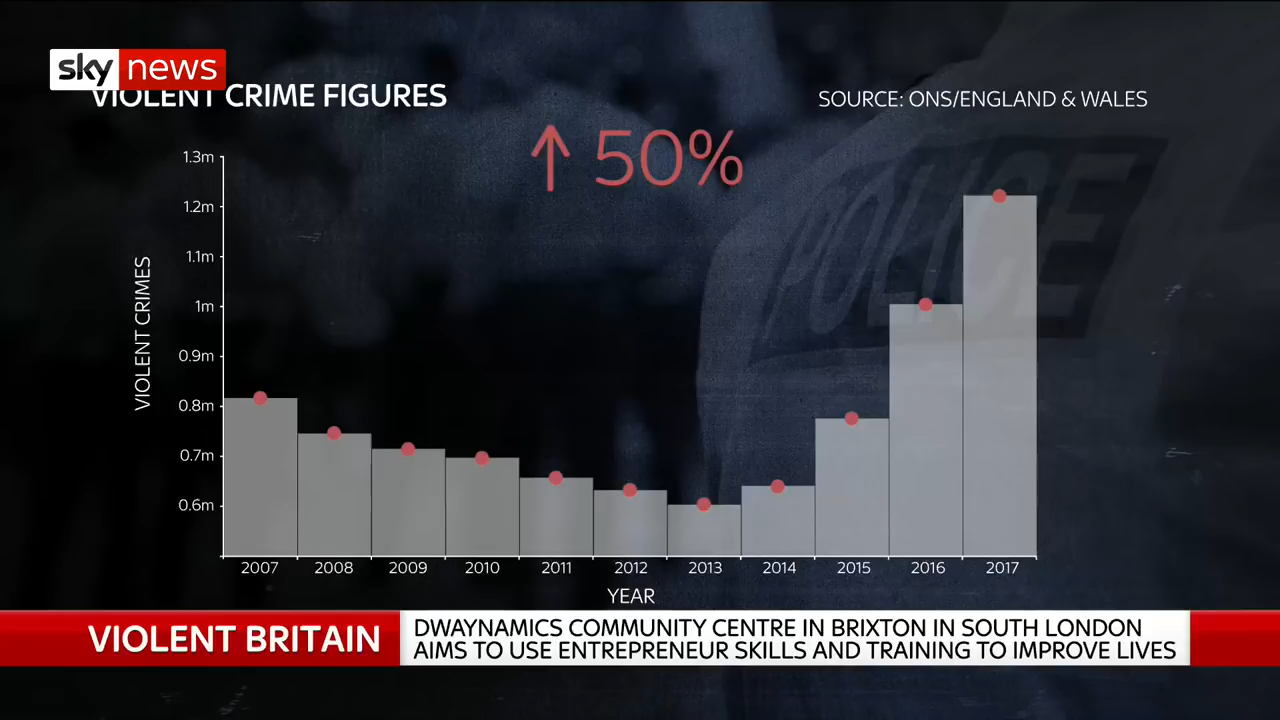 sky news
VIOLENT CRIME FIGURES
SOURCE: ONS/ENGLAND & WALES
↑ 50%
1.3m
1.2m
1.1m
1m
0.9m
0.8m
0.7m
0.6m
VIOLENT CRIMES
POLICE
2007 2008 2009 2010 2011 2012 2013 2014 2015 2016 2017
YEAR
VIOLENT BRITAIN
DWAYNAMICS COMMUNITY CENTRE IN BRIXTON IN SOUTH LONDON
AIMS TO USE ENTREPRENEUR SKILLS AND TRAINING TO IMPROVE LIVES